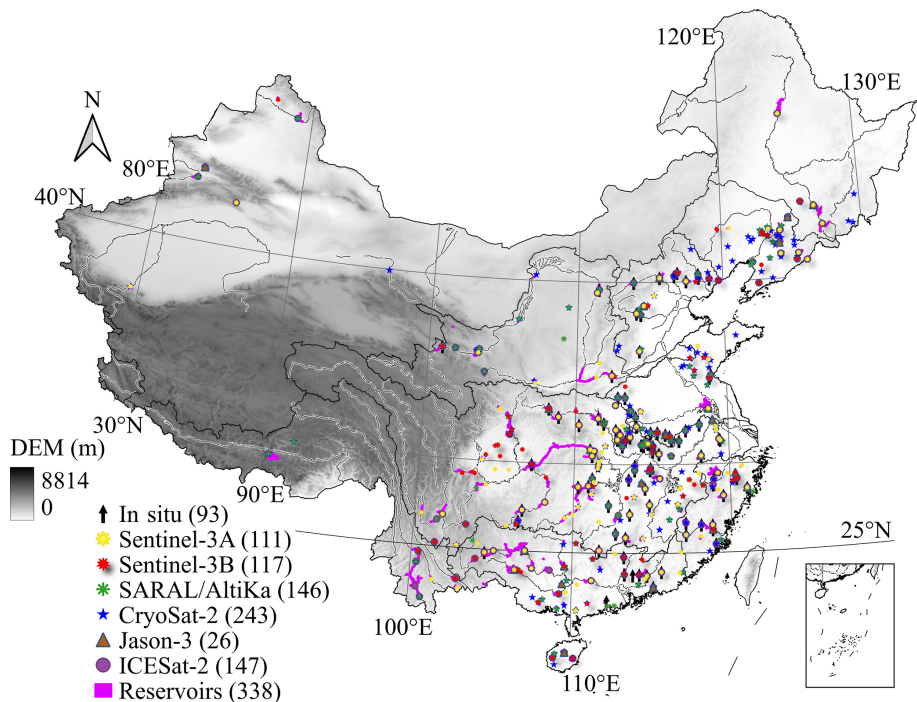 120°E
130°E
N
80°E
40°N
30°N
DEM (m)
8814
0
90°E
25°N
In situ (93)
Sentinel-3A (111)
Sentinel-3B (117)
SARAL/AltiKa (146)
CryoSat-2 (243)
Jason-3 (26)
ICESat-2 (147)
Reservoirs (338)
100°E
110°E